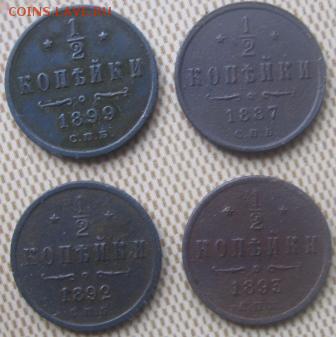 COINS.LAVE.RU
1/2
КОПѢЙКИ
1899
С.П.Б.
1/2
КОПѢЙКИ
1897
С.П.Б.
1/2
КОПѢЙКИ
1892
С.П.Б.
1/2
КОПѢЙКИ
1893
С.П.Б.